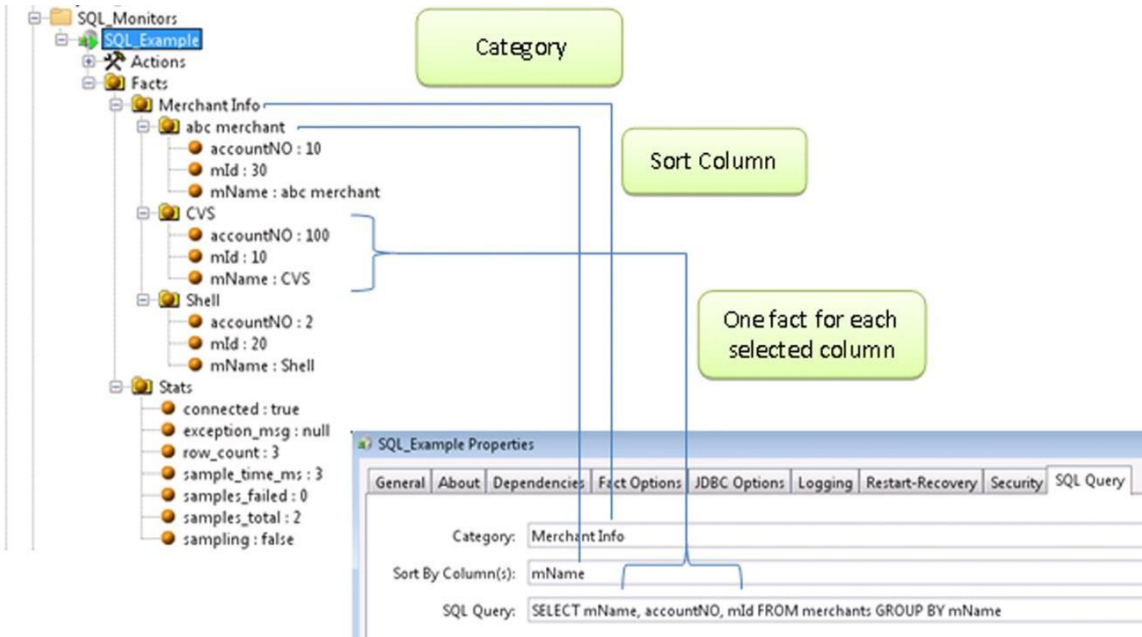 SQL_Monitors
SQL_Example
Actions
Facts
Merchant Info
abc merchant
accountNO : 10
mId : 30
mName : abc merchant
CVS
accountNO : 100
mId : 10
mName : CVS
Shell
accountNO : 2
mId : 20
mName : Shell
Stats
connected : true
exception_msg : null
row_count : 3
sample_time_ms : 3
samples_failed : 0
samples_total : 2
sampling : false
Category
Sort Column
One fact for each
selected column
SQL_Example Properties
General About Dependencies Fact Options JDBC Options Logging Restart-Recovery Security SQL Query
Category: Merchant Info
Sort By Column(s): mName
SQL Query: SELECT mName, accountNO, mId FROM merchants GROUP BY mName